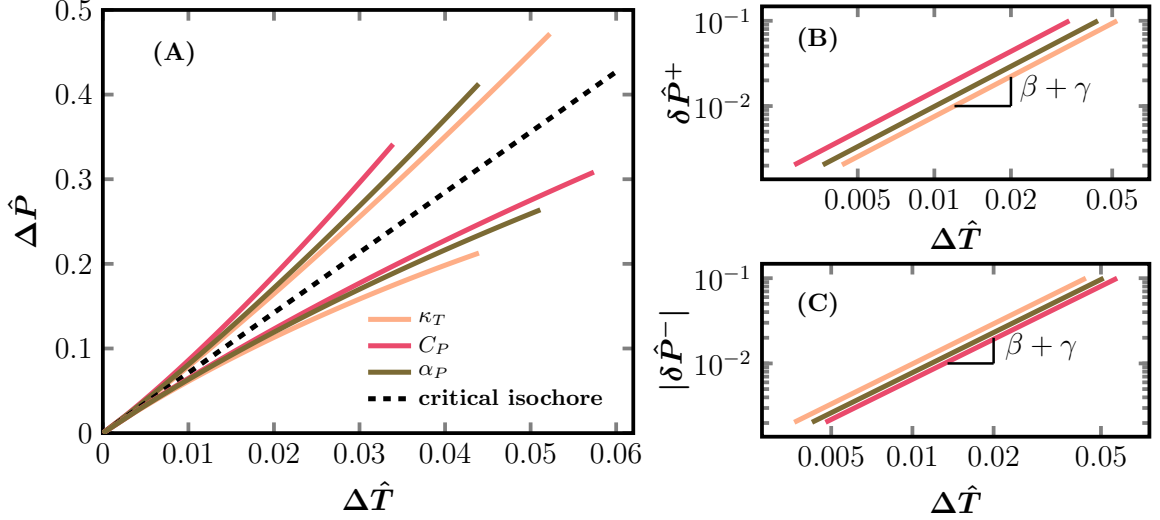 (A)
ΔP̂
0.5
0.4
0.3
0.2
0.1
0
κ_T
C_P
α_P
critical isochore
0 0.01 0.02 0.03 0.04 0.05 0.06
ΔT̂
(B)
δP̂⁺
10⁻¹
10⁻²
β + γ
0.005 0.01 0.02 0.05
ΔT̂
(C)
|δP̂⁻|
10⁻¹
10⁻²
β + γ
0.005 0.01 0.02 0.05
ΔT̂